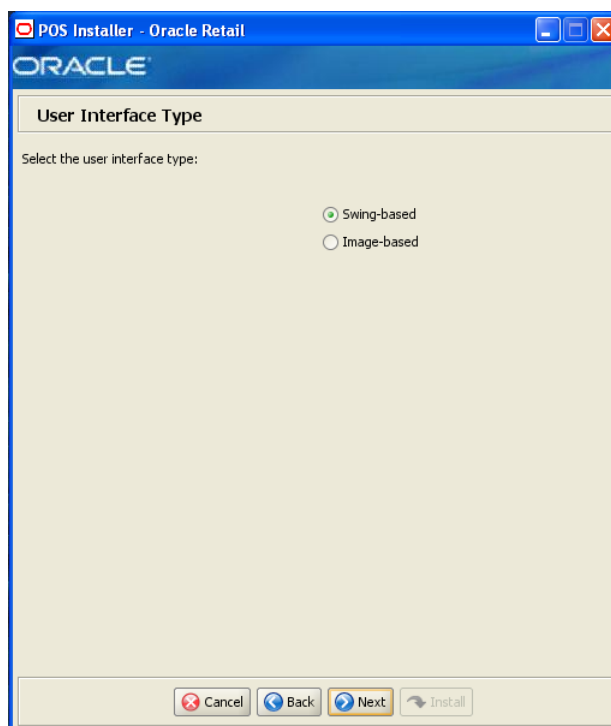 POS Installer - Oracle Retail
ORACLE
User Interface Type
Select the user interface type:
Swing-based
Image-based
Cancel Back Next Install